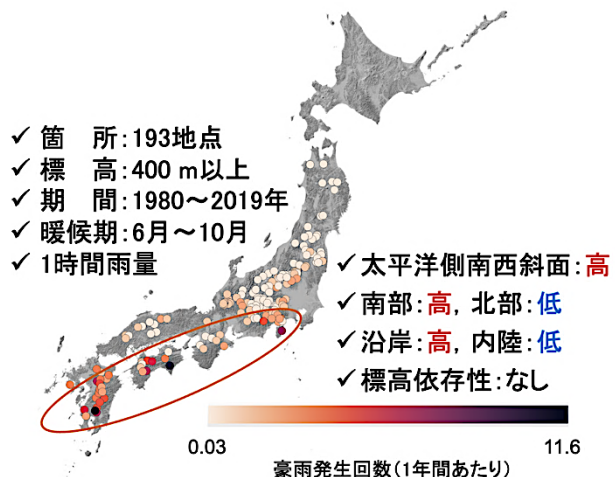 ✓ 箇　所：193地点
✓ 標　高：400 m以上
✓ 期　間：1980～2019年
✓ 暖候期：6月～10月
✓ 1時間雨量
✓ 太平洋側南西斜面：高
✓ 南部：高，北部：低
✓ 沿岸：高，内陸：低
✓ 標高依存性：なし
0.03
11.6
豪雨発生回数（1年間あたり）